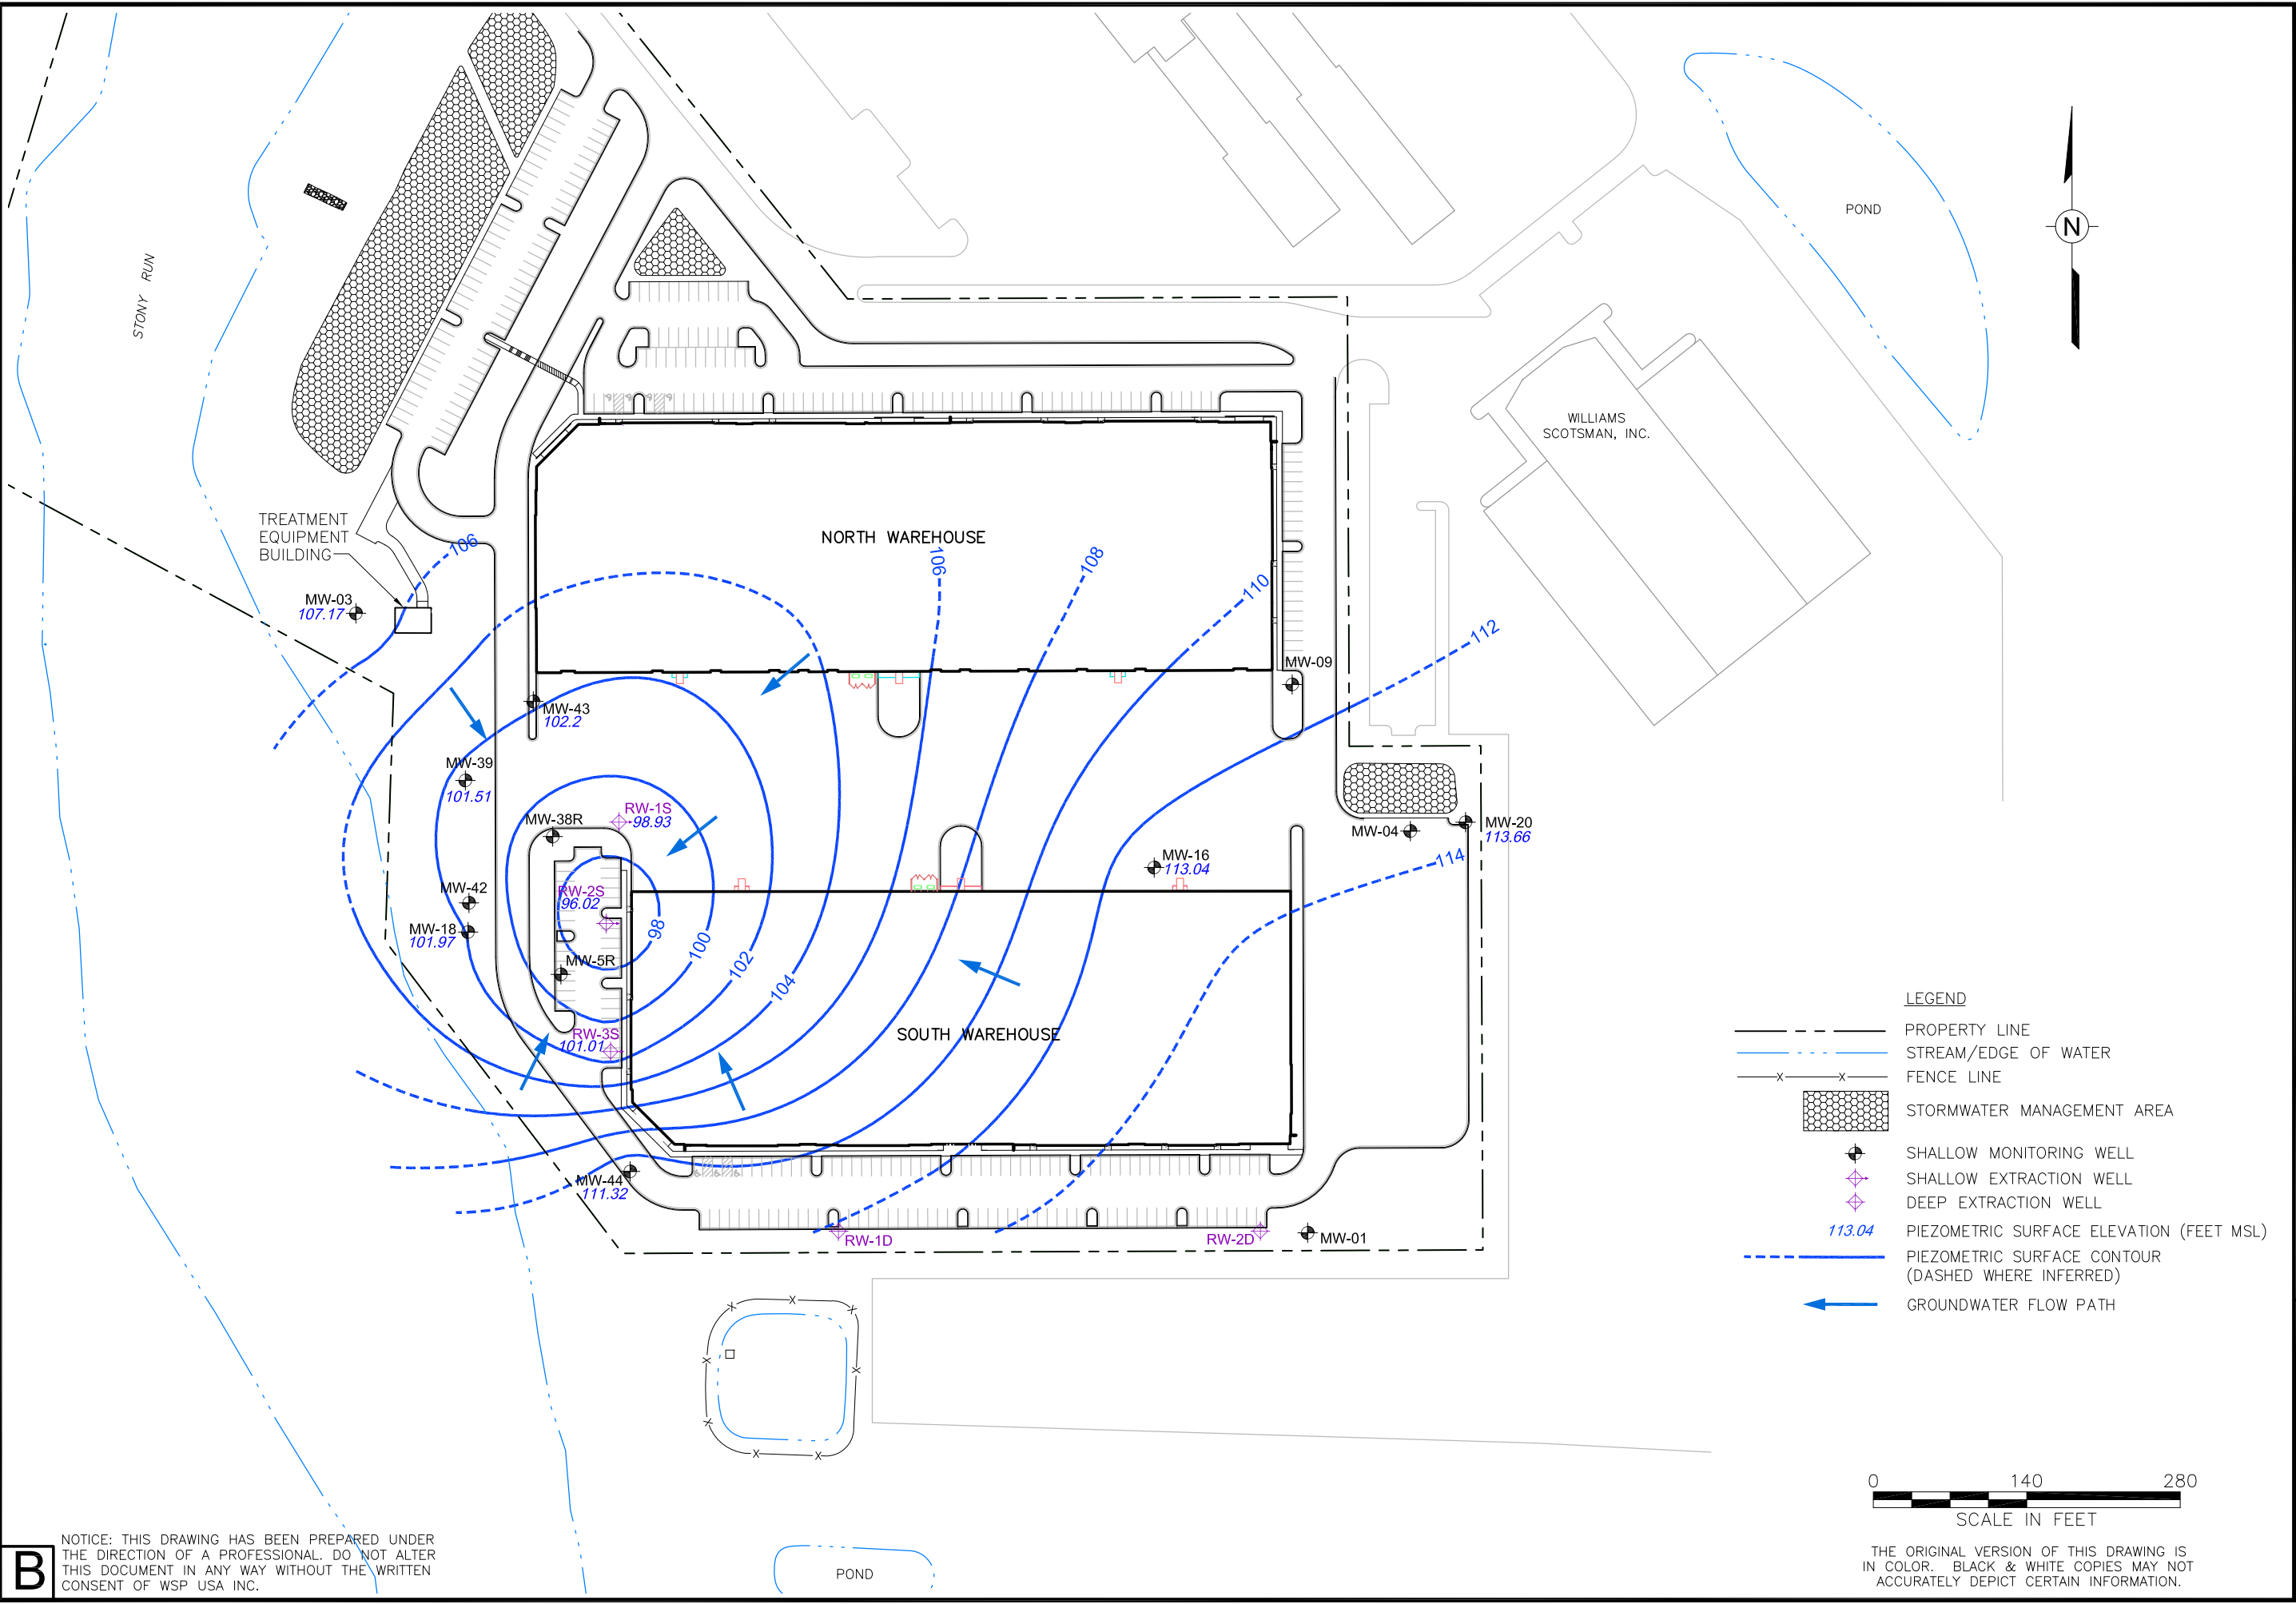 POND
N
STONY RUN
WILLIAMS
SCOTSMAN, INC.
TREATMENT
EQUIPMENT
BUILDING
NORTH WAREHOUSE
106
106
108
110
112
MW-03
107.17
MW-09
MW-43
102.2
MW-39
101.51
RW-1S
98.93
MW-38R
MW-04
MW-20
113.66
MW-16
113.04
114
MW-42
RW-2S
96.02
MW-18
101.97
98
100
102
104
MW-5R
RW-3S
101.01
SOUTH WAREHOUSE
MW-44
111.32
RW-1D
RW-2D
MW-01
LEGEND
PROPERTY LINE
STREAM/EDGE OF WATER
X X FENCE LINE
STORMWATER MANAGEMENT AREA
SHALLOW MONITORING WELL
SHALLOW EXTRACTION WELL
DEEP EXTRACTION WELL
113.04 PIEZOMETRIC SURFACE ELEVATION (FEET MSL)
PIEZOMETRIC SURFACE CONTOUR
(DASHED WHERE INFERRED)
GROUNDWATER FLOW PATH
X X X X X X X X
POND
0 140 280
SCALE IN FEET
THE ORIGINAL VERSION OF THIS DRAWING IS
IN COLOR. BLACK & WHITE COPIES MAY NOT
ACCURATELY DEPICT CERTAIN INFORMATION.
B
NOTICE: THIS DRAWING HAS BEEN PREPARED UNDER
THE DIRECTION OF A PROFESSIONAL. DO NOT ALTER
THIS DOCUMENT IN ANY WAY WITHOUT THE WRITTEN
CONSENT OF WSP USA INC.